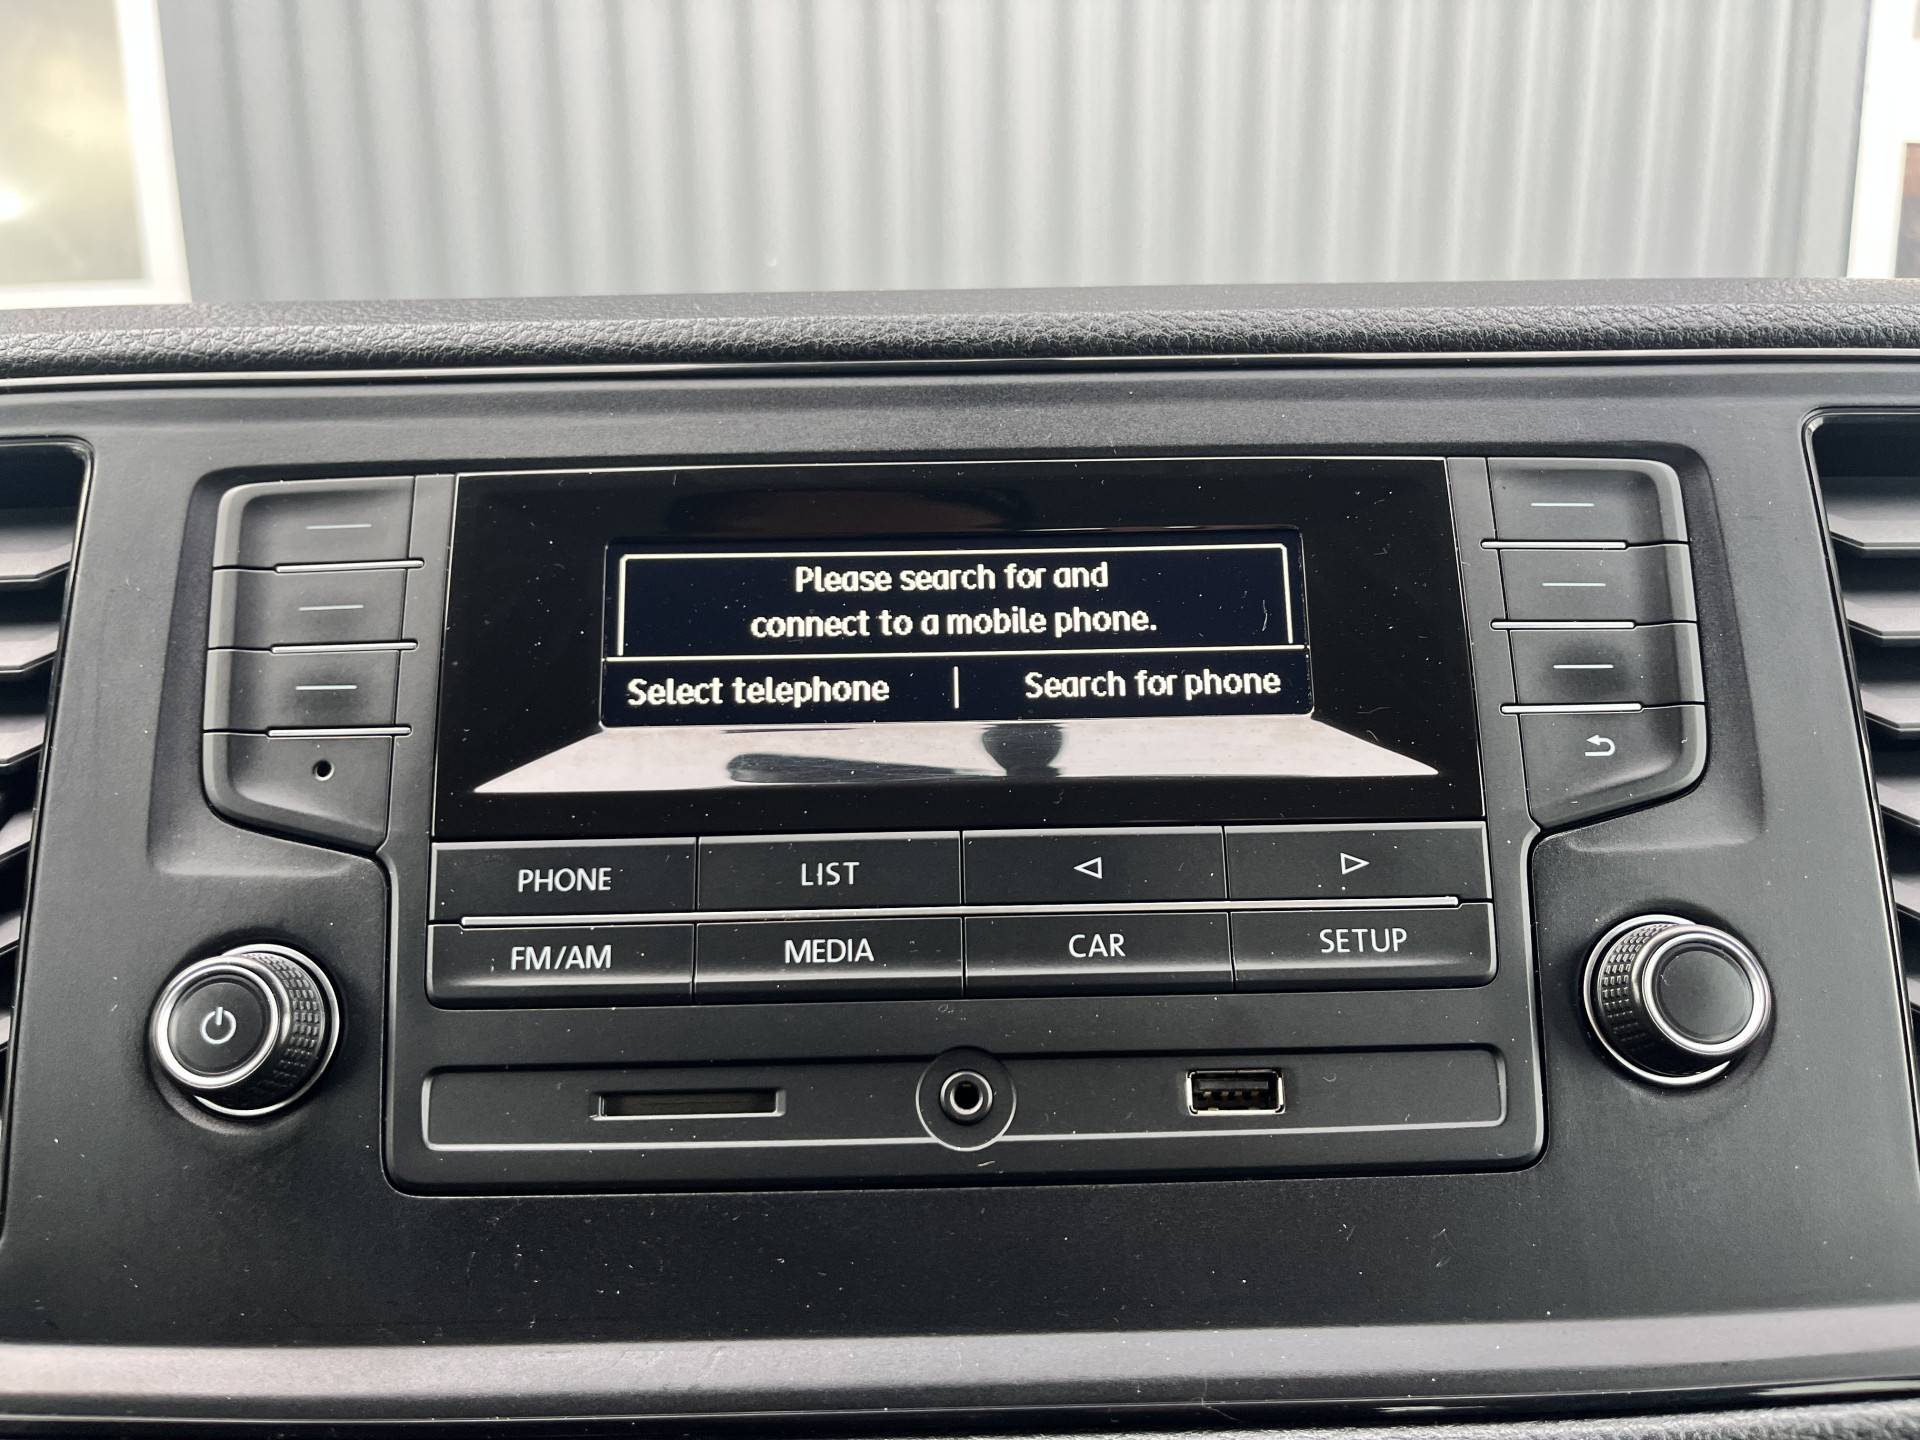 Please search for and
connect to a mobile phone.
Select telephone | Search for phone
PHONE LIST
FM/AM MEDIA CAR SETUP